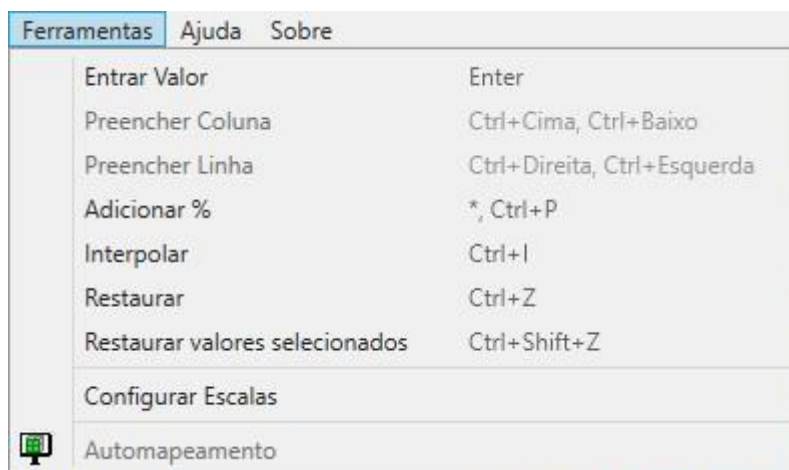 Ferramentas Ajuda Sobre
Entrar Valor Enter
Preencher Coluna Ctrl+Cima, Ctrl+Baixo
Preencher Linha Ctrl+Direita, Ctrl+Esquerda
Adicionar % *, Ctrl+P
Interpolar Ctrl+I
Restaurar Ctrl+Z
Restaurar valores selecionados Ctrl+Shift+Z
Configurar Escalas
Automapeamento